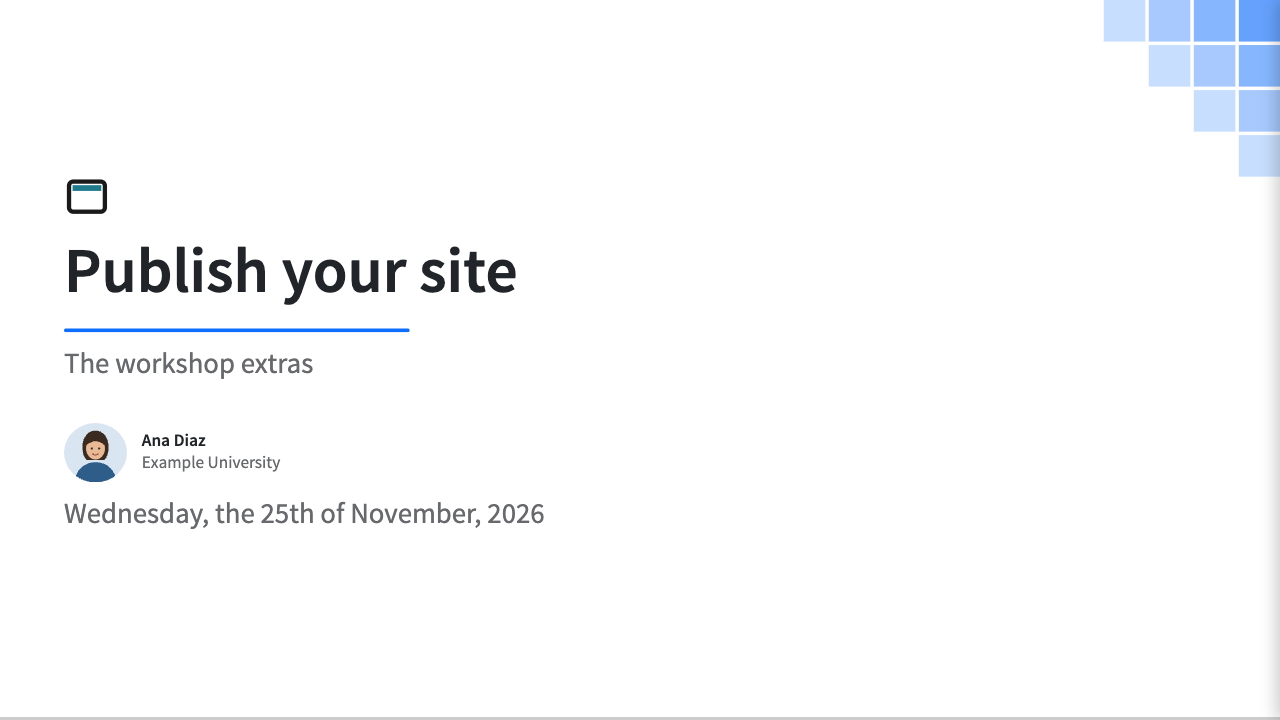 Publish your site
The workshop extras
Ana Diaz
Example University
Wednesday, the 25th of November, 2026